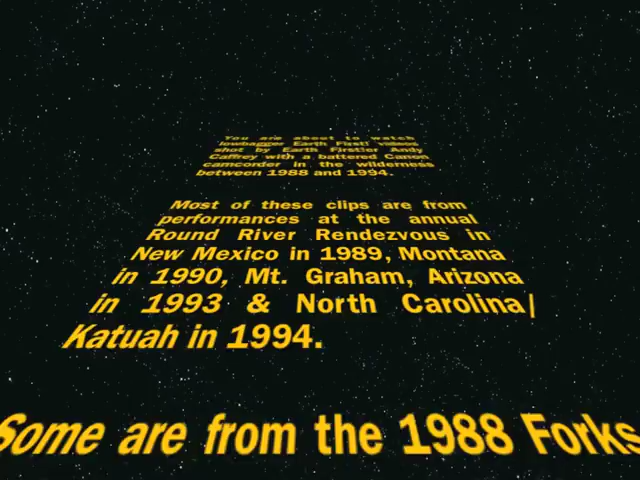 You are about to watch
lowbagger Earth First! videos
shot by Earth First!er Andy
Caffrey with a battered Canon
camcorder in the wilderness
between 1988 and 1994.
Most of these clips are from
performances at the annual
Round River Rendezvous in
New Mexico in 1989, Montana
in 1990, Mt. Graham, Arizona
in 1993 & North Carolina/
Katuah in 1994.
Some are from the 1988 Forks